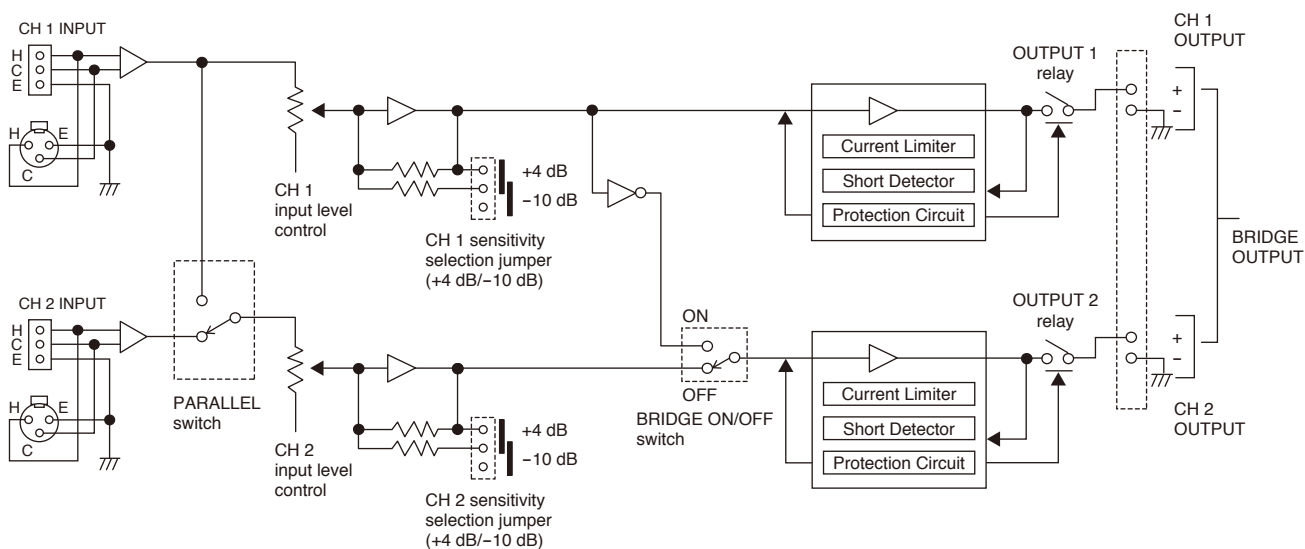 CH 1 INPUT
H
C
E
H
E
C
CH 1
input level
control
+4 dB
−10 dB
CH 1 sensitivity
selection jumper
(+4 dB/−10 dB)
Current Limiter
Short Detector
Protection Circuit
OUTPUT 1
relay
CH 1
OUTPUT
+
−
BRIDGE
OUTPUT
CH 2 INPUT
H
C
E
H
E
C
PARALLEL
switch
CH 2
input level
control
+4 dB
−10 dB
CH 2 sensitivity
selection jumper
(+4 dB/−10 dB)
ON
OFF
BRIDGE ON/OFF
switch
Current Limiter
Short Detector
Protection Circuit
OUTPUT 2
relay
+
−
CH 2
OUTPUT